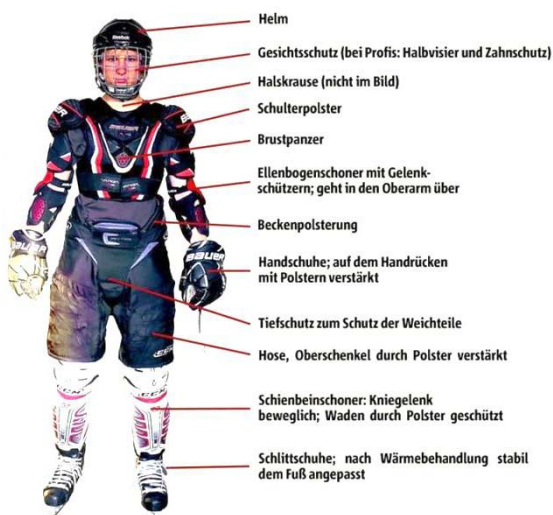 Helm
Gesichtsschutz (bei Profis: Halbvisier und Zahnschutz)
Halskrause (nicht im Bild)
Schulterpolster
Brustpanzer
Ellenbogenschoner mit Gelenk-
schützern; geht in den Oberarm über
Beckenpolsterung
Handschuhe; auf dem Handrücken
mit Polstern verstärkt
Tiefschutz zum Schutz der Weichteile
Hose, Oberschenkel durch Polster verstärkt
Schienbeinschoner: Kniegelenk
beweglich; Waden durch Polster geschützt
Schlittschuhe; nach Wärmebehandlung stabil
dem Fuß angepasst
Reebok
BAUER
BAUER